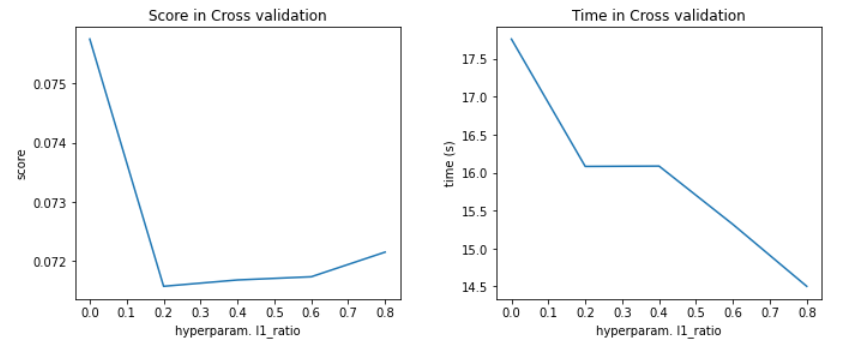 Score in Cross validation
0.075
0.074
0.073
0.072
score
0.0 0.1 0.2 0.3 0.4 0.5 0.6 0.7 0.8
hyperparam. l1_ratio
Time in Cross validation
17.5
17.0
16.5
16.0
15.5
15.0
14.5
time (s)
0.0 0.1 0.2 0.3 0.4 0.5 0.6 0.7 0.8
hyperparam. l1_ratio